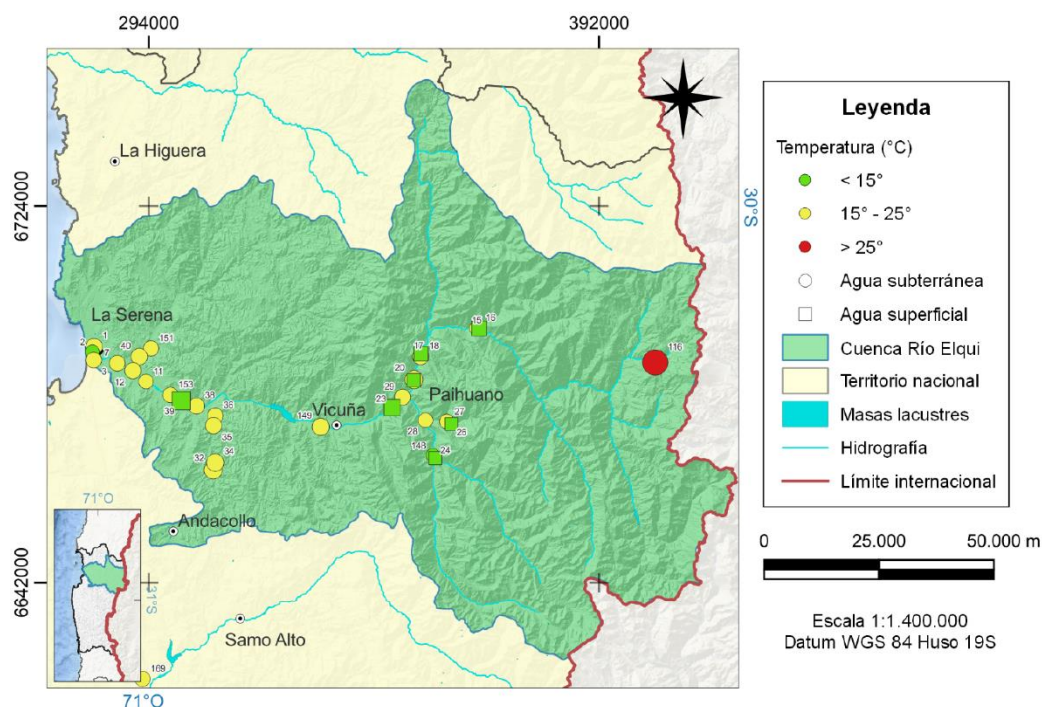 294000
392000
6724000
6642000
30°S
La Higuera
La Serena
1
2
7
3
40
151
12
11
153
39
38
36
35
32
34
149
Vicuña
15
16
17
18
20
29
23
Paihuano
28
27
26
148
24
116
Andacollo
Samo Alto
169
71°O
71°O
31°S
Leyenda
Temperatura (°C)
< 15°
15° - 25°
> 25°
Agua subterránea
Agua superficial
Cuenca Río Elqui
Territorio nacional
Masas lacustres
Hidrografía
Límite internacional
0 25.000 50.000 m
Escala 1:1.400.000
Datum WGS 84 Huso 19S